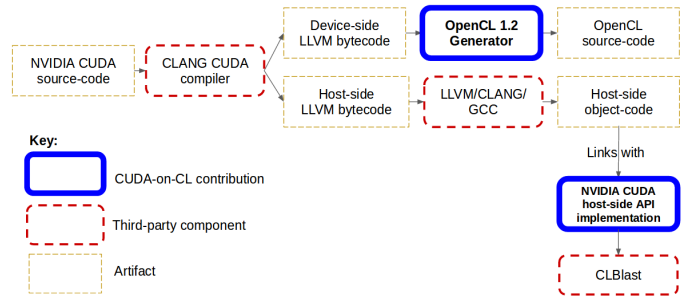 Device-side
LLVM bytecode
OpenCL 1.2
Generator
OpenCL
source-code
NVIDIA CUDA
source-code
CLANG CUDA
compiler
Host-side
LLVM bytecode
LLVM/CLANG/
GCC
Host-side
object-code
Key:
Links with
CUDA-on-CL contribution
NVIDIA CUDA
host-side API
implementation
Third-party component
Artifact
CLBlast